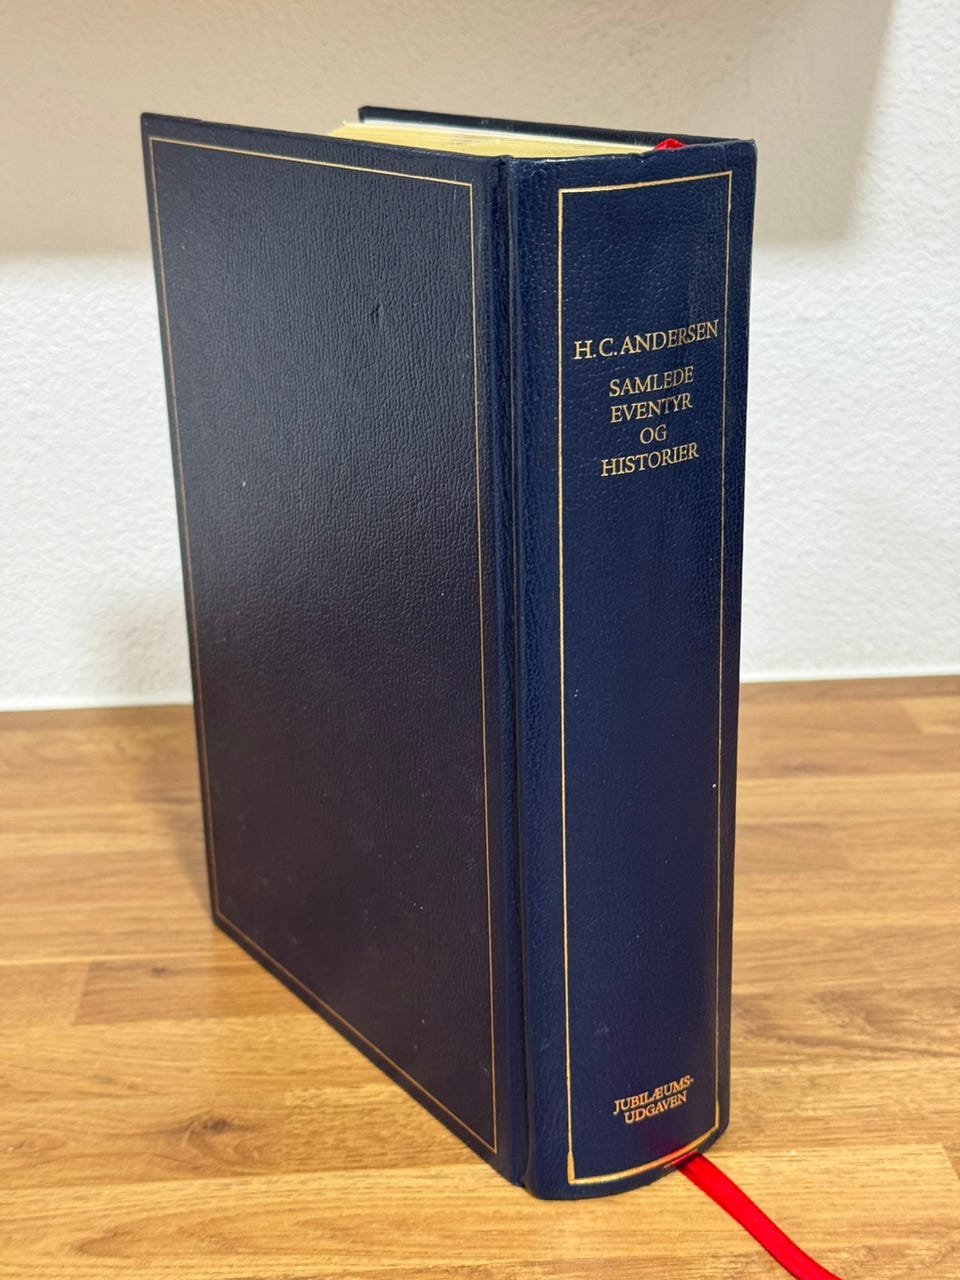 H. C. ANDERSEN
SAMLEDE
EVENTYR
OG
HISTORIER
JUBILÆUMS-
UDGAVEN